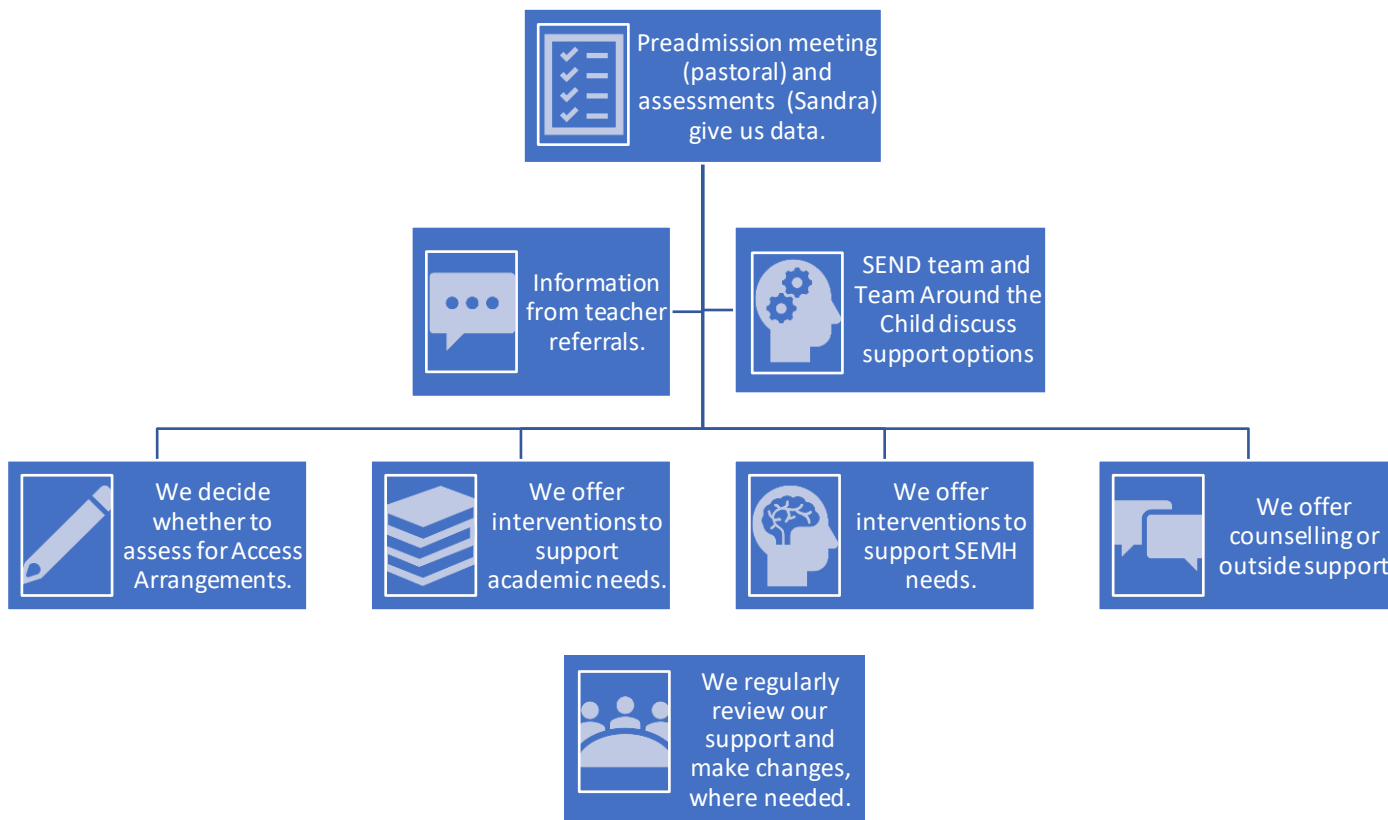 Preadmission meeting
(pastoral) and
assessments (Sandra)
give us data.
Information
from teacher
referrals.
SEND team and
Team Around the
Child discuss
support options
We decide
whether to
assess for Access
Arrangements.
We offer
interventions to
support
academic needs.
We offer
interventions to
support SEMH
needs.
We offer
counselling or
outside support
We regularly
review our
support and
make changes,
where needed.